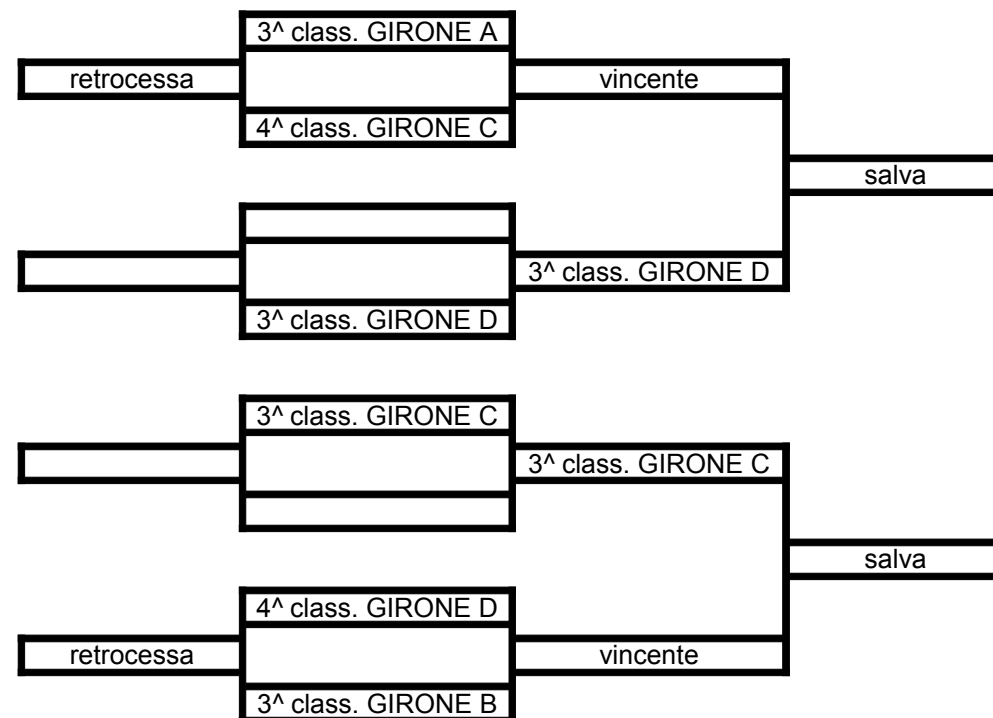 3^ class. GIRONE A
retrocessa
vincente
4^ class. GIRONE C
salva
3^ class. GIRONE D
3^ class. GIRONE D
3^ class. GIRONE C
3^ class. GIRONE C
salva
4^ class. GIRONE D
retrocessa
vincente
3^ class. GIRONE B